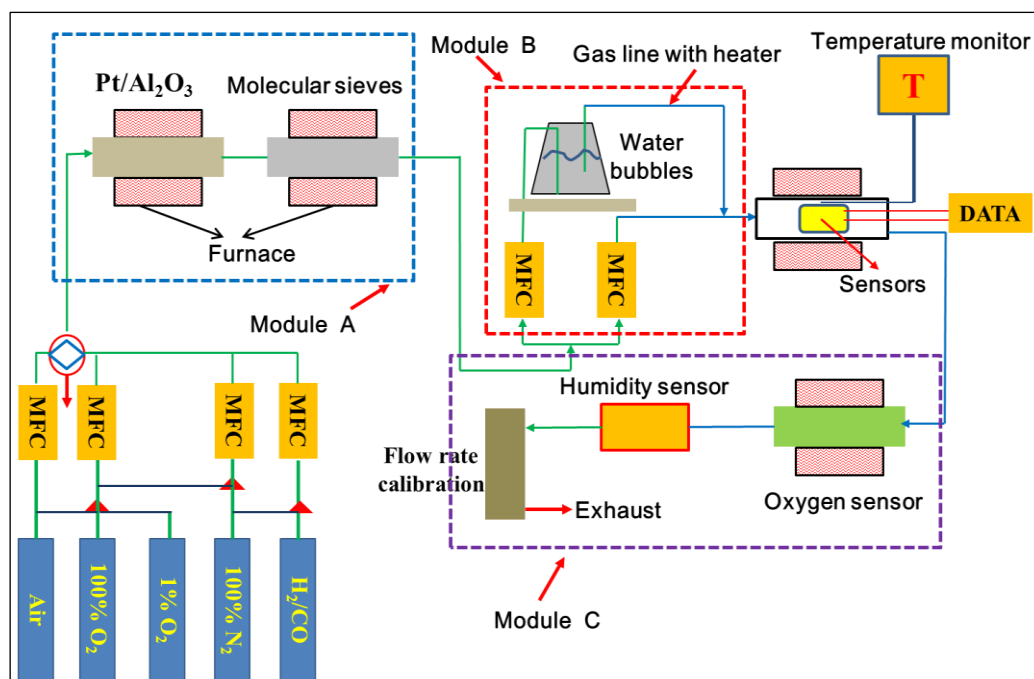 Module B
Gas line with heater
Temperature monitor
T
Pt/Al₂O₃
Molecular sieves
Water
bubbles
Furnace
MFC
MFC
DATA
Sensors
Module A
MFC
MFC
MFC
MFC
Humidity sensor
Flow rate
calibration
Exhaust
Oxygen sensor
Air
100% O₂
1% O₂
100% N₂
H₂/CO
Module C